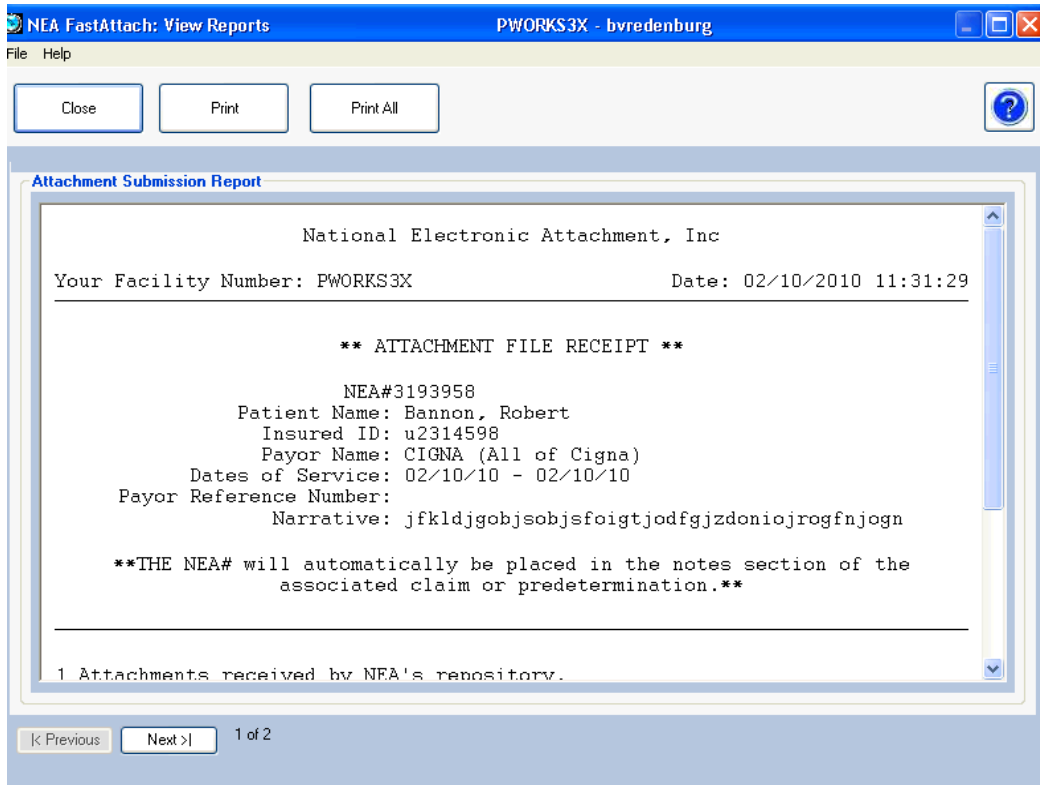 NEA FastAttach: View Reports PWORKS3X - bvredenburg
File Help
Close Print Print All
Attachment Submission Report
National Electronic Attachment, Inc
Your Facility Number: PWORKS3X Date: 02/10/2010 11:31:29
** ATTACHMENT FILE RECEIPT **
NEA#3193958
Patient Name: Bannon, Robert
Insured ID: u2314598
Payor Name: CIGNA (All of Cigna)
Dates of Service: 02/10/10 - 02/10/10
Payor Reference Number:
Narrative: jfkldjgobjsobjsfoigtjodfgjzdoniojrogfnjogn
**THE NEA# will automatically be placed in the notes section of the
associated claim or predetermination.**
1 Attachments received by NEA's repository.
|< Previous Next >| 1 of 2